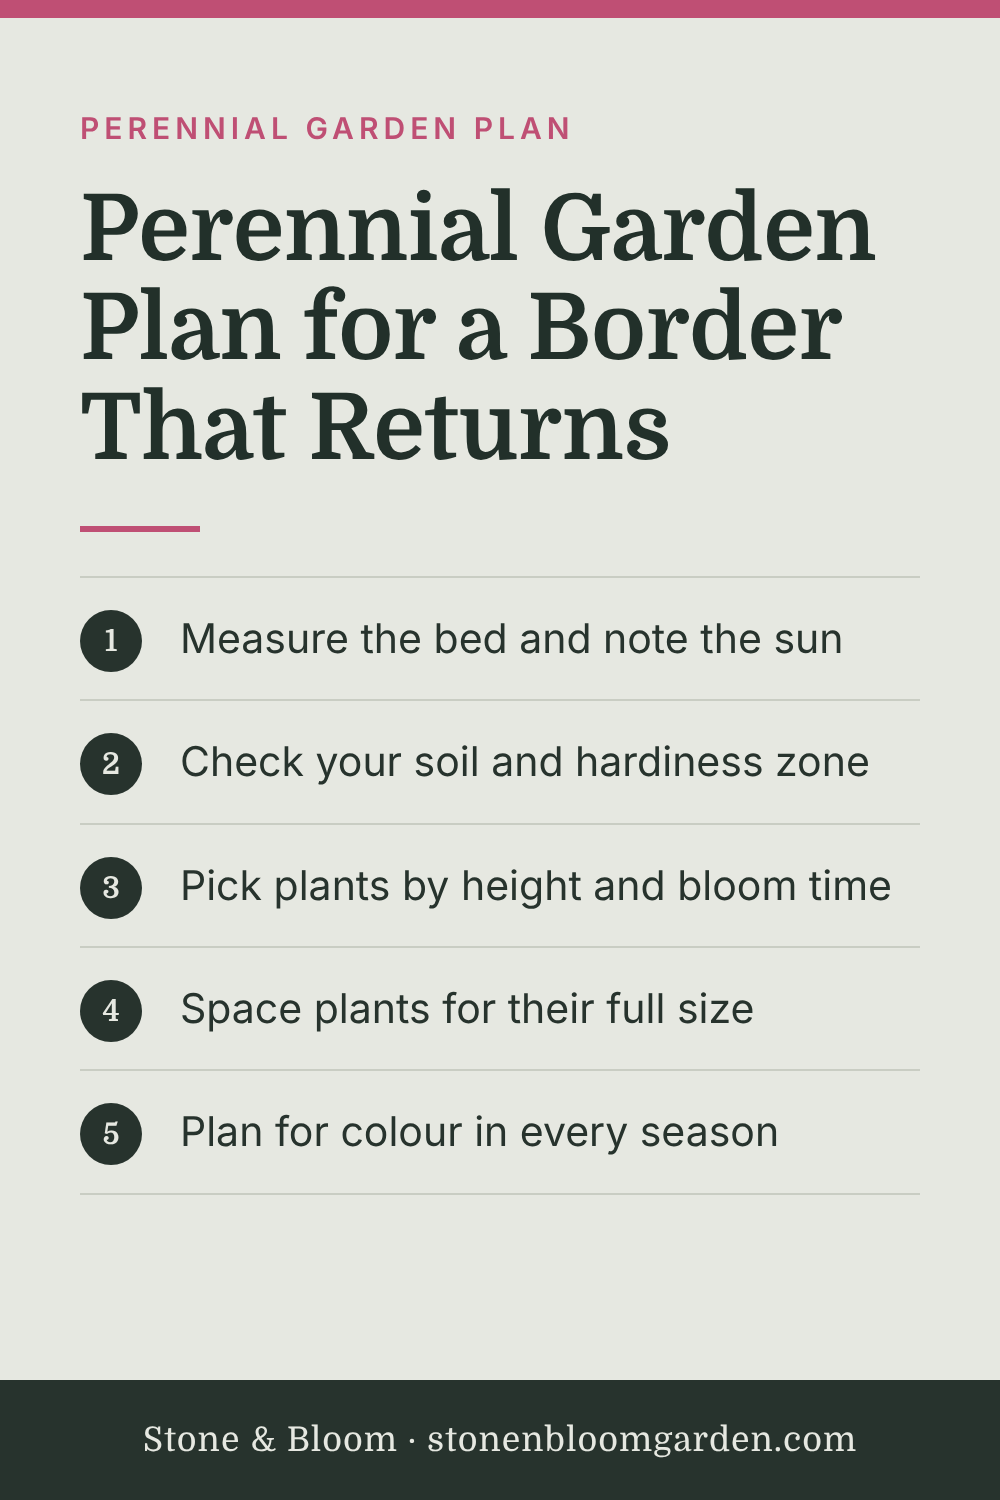 PERENNIAL GARDEN PLAN
Perennial Garden
Plan for a Border
That Returns
1 Measure the bed and note the sun
2 Check your soil and hardiness zone
3 Pick plants by height and bloom time
4 Space plants for their full size
5 Plan for colour in every season
Stone & Bloom · stonenbloomgarden.com